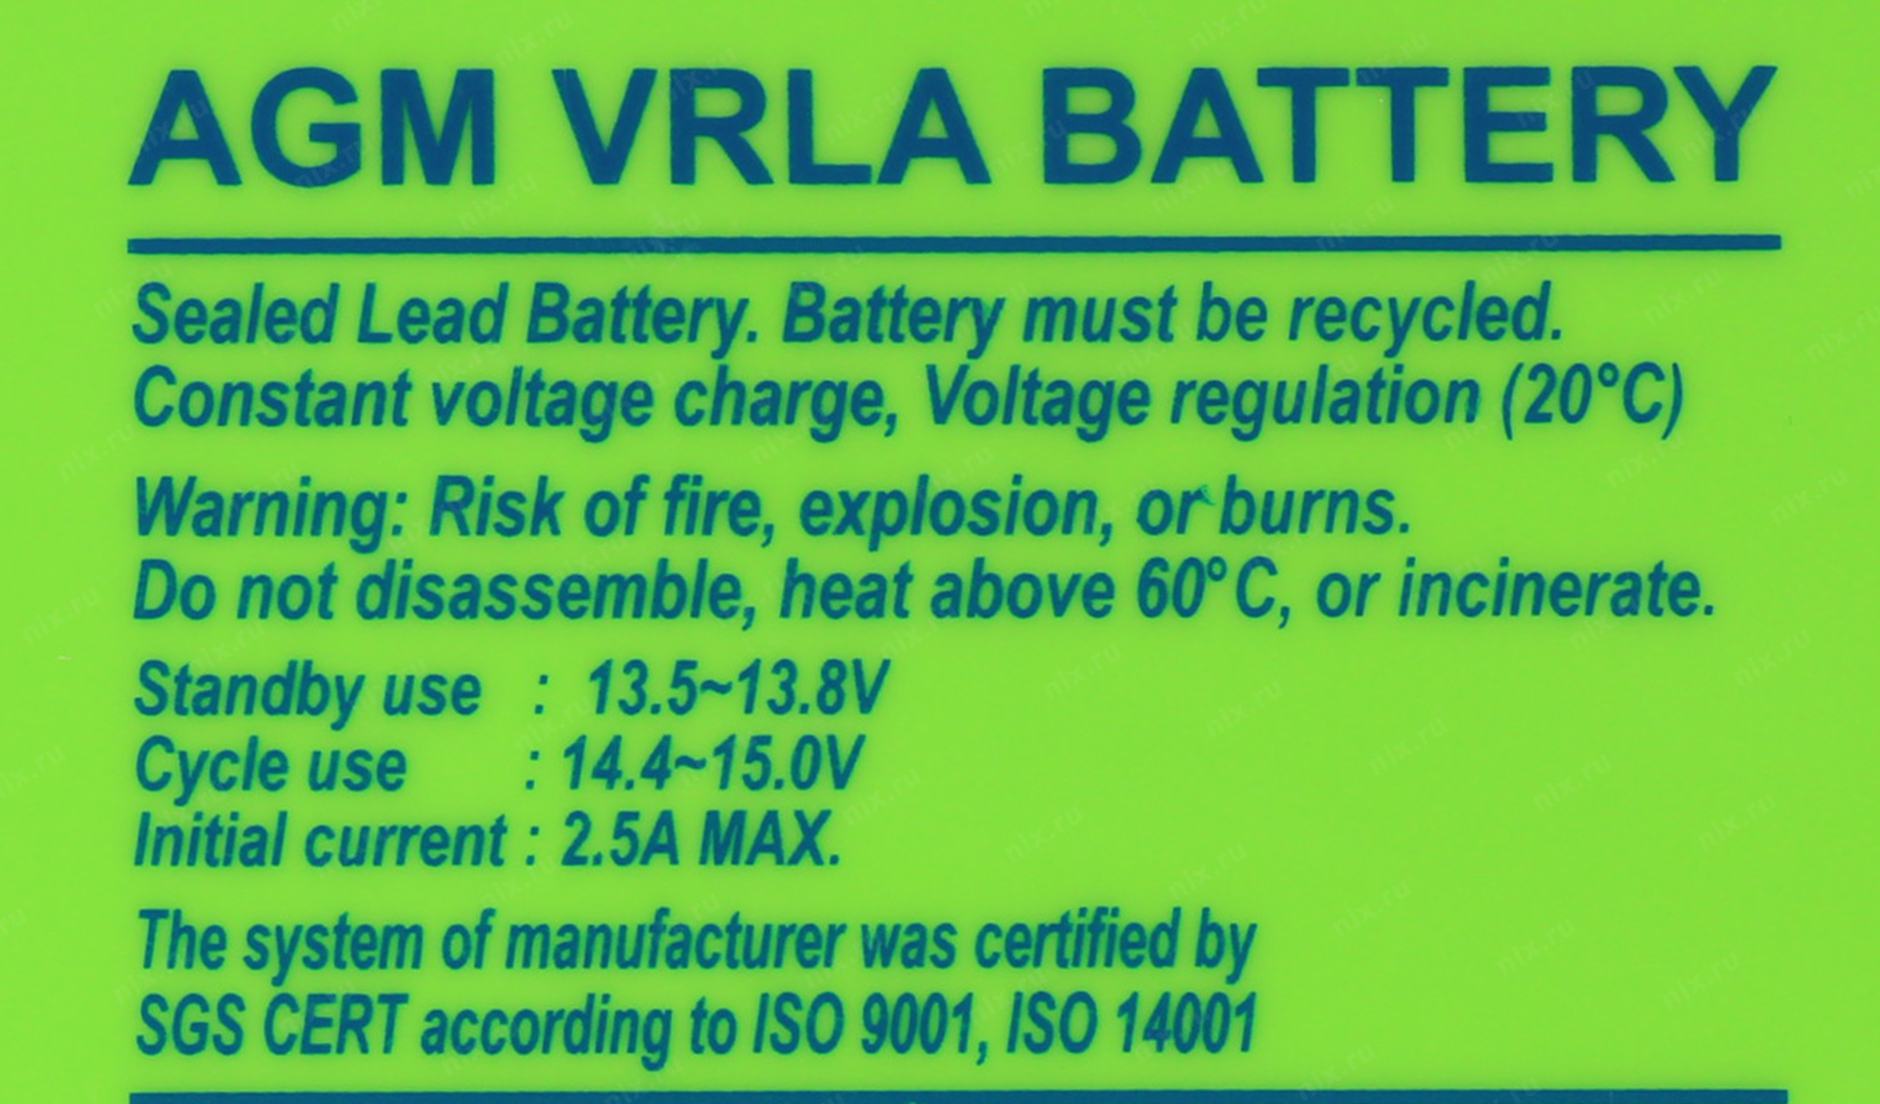 AGM VRLA BATTERY
Sealed Lead Battery. Battery must be recycled.
Constant voltage charge, Voltage regulation (20°C)
Warning: Risk of fire, explosion, or burns.
Do not disassemble, heat above 60°C, or incinerate.
Standby use : 13.5~13.8V
Cycle use : 14.4~15.0V
Initial current : 2.5A MAX.
The system of manufacturer was certified by
SGS CERT according to ISO 9001, ISO 14001